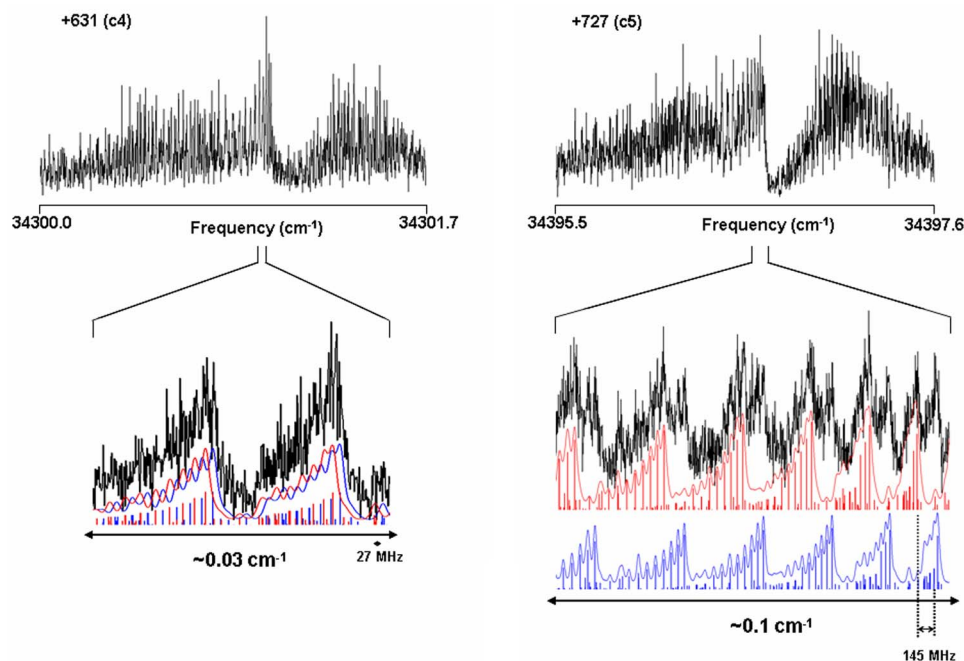 +631 (c4)
34300.0
Frequency (cm-1)
34301.7
~0.03 cm-1
27 MHz
+727 (c5)
34395.5
Frequency (cm-1)
34397.6
~0.1 cm-1
145 MHz